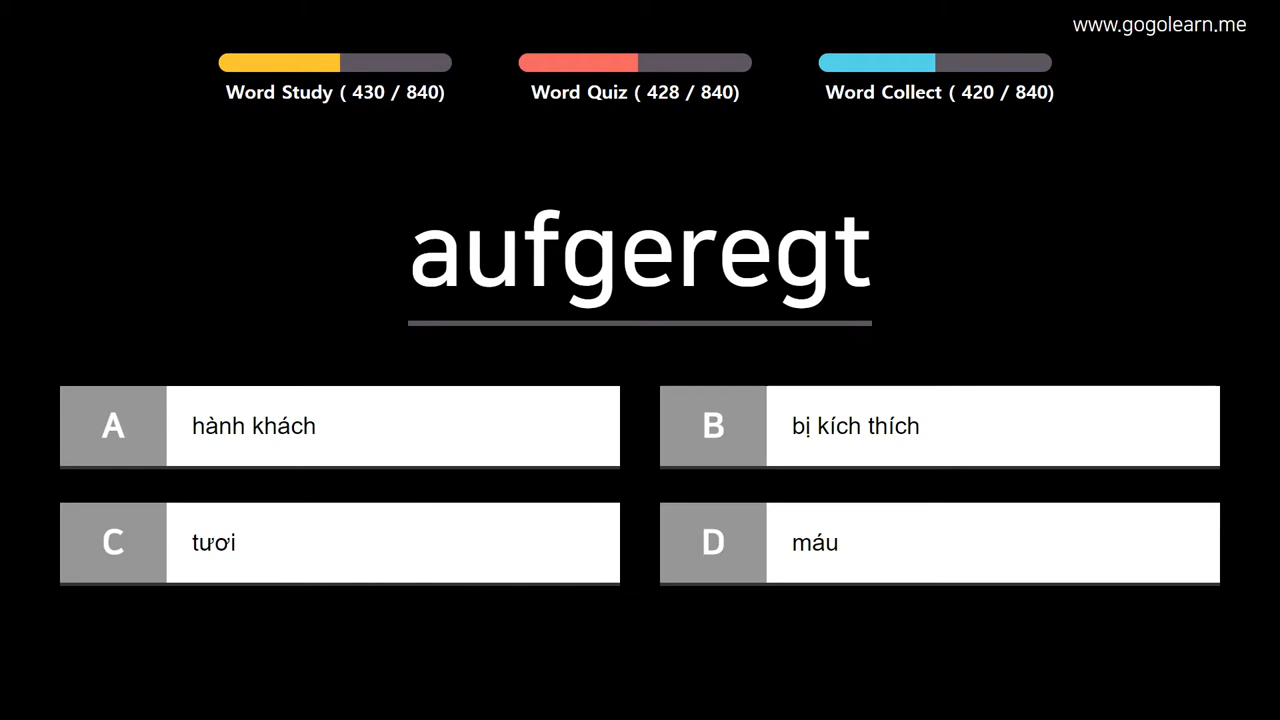 www.gogolearn.me
Word Study ( 430 / 840)
Word Quiz ( 428 / 840)
Word Collect ( 420 / 840)
aufgeregt
A hành khách
B bị kích thích
C tươi
D máu